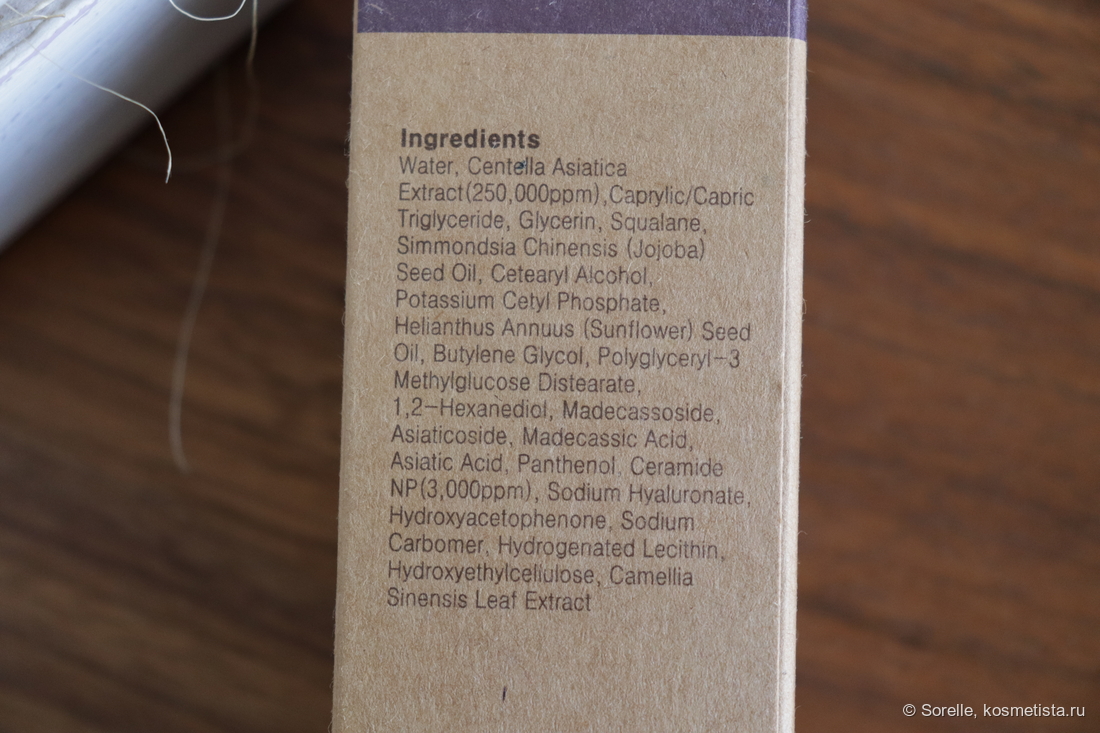 Ingredients
Water, Centella Asiatica
Extract(250,000ppm),Caprylic/Capric
Triglyceride, Glycerin, Squalane,
Simmondsia Chinensis (Jojoba)
Seed Oil, Cetearyl Alcohol,
Potassium Cetyl Phosphate,
Helianthus Annuus (Sunflower) Seed
Oil, Butylene Glycol, Polyglyceryl-3
Methylglucose Distearate,
1,2-Hexanediol, Madecassoside,
Asiaticoside, Madecassic Acid,
Asiatic Acid, Panthenol, Ceramide
NP(3,000ppm), Sodium Hyaluronate,
Hydroxyacetophenone, Sodium
Carbomer, Hydrogenated Lecithin,
Hydroxyethylcellulose, Camellia
Sinensis Leaf Extract
© Sorelle, kosmetista.ru